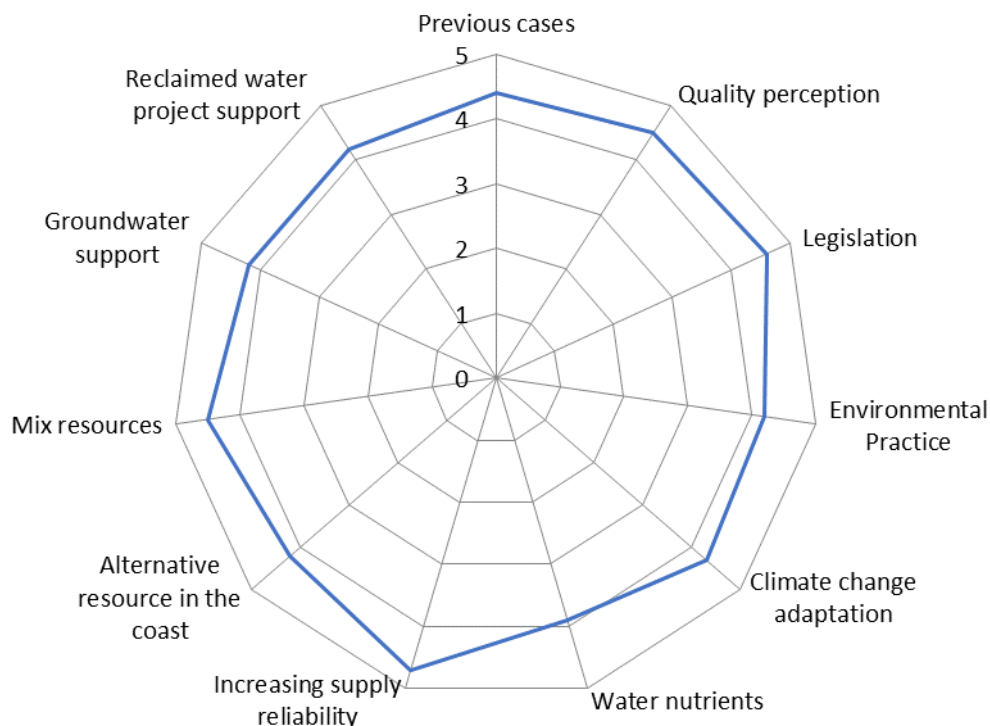 Previous cases
5
Reclaimed water
project support
Quality perception
4
3
Groundwater
support
Legislation
2
1
0
Mix resources
Environmental
Practice
Alternative
resource in the
coast
Climate change
adaptation
Increasing supply
reliability
Water nutrients